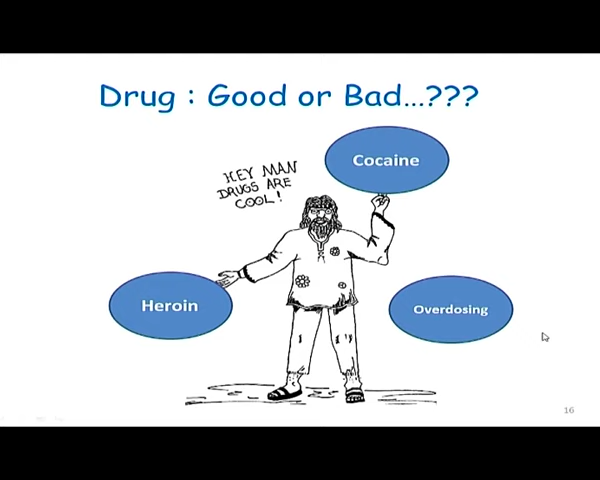 Drug : Good or Bad...???
HEY MAN
DRUGS ARE
COOL!
Cocaine
Heroin
Overdosing
16